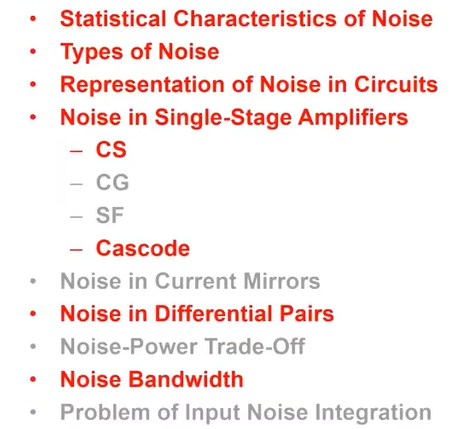 • Statistical Characteristics of Noise
• Types of Noise
• Representation of Noise in Circuits
• Noise in Single-Stage Amplifiers
– CS
– CG
– SF
– Cascode
• Noise in Current Mirrors
• Noise in Differential Pairs
• Noise-Power Trade-Off
• Noise Bandwidth
• Problem of Input Noise Integration